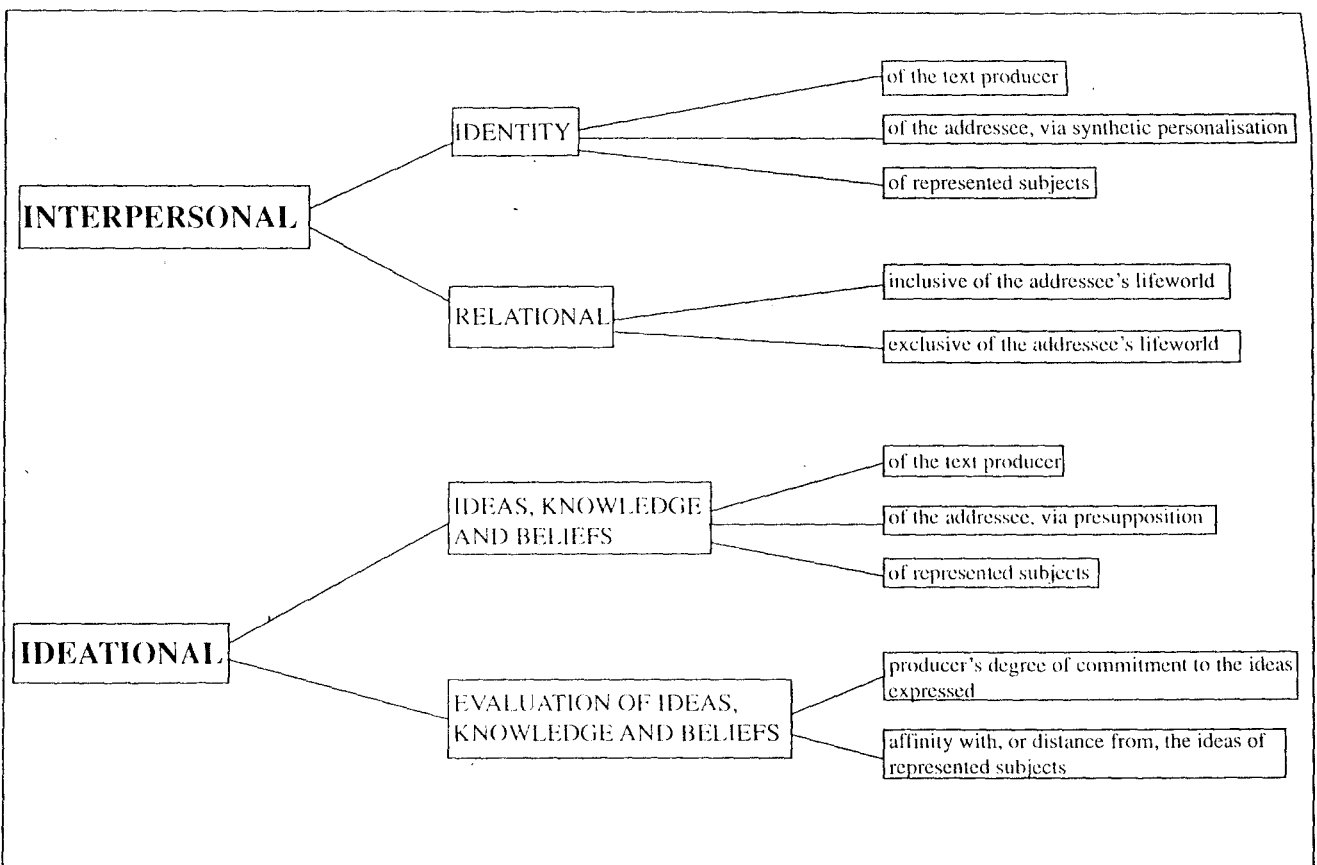 INTERPERSONAL
IDENTITY
of the text producer
of the addressee, via synthetic personalisation
of represented subjects
RELATIONAL
inclusive of the addressee's lifeworld
exclusive of the addressee's lifeworld
IDEATIONAL
IDEAS, KNOWLEDGE
AND BELIEFS
of the text producer
of the addressee, via presupposition
of represented subjects
EVALUATION OF IDEAS,
KNOWLEDGE AND BELIEFS
producer's degree of commitment to the ideas
expressed
affinity with, or distance from, the ideas of
represented subjects